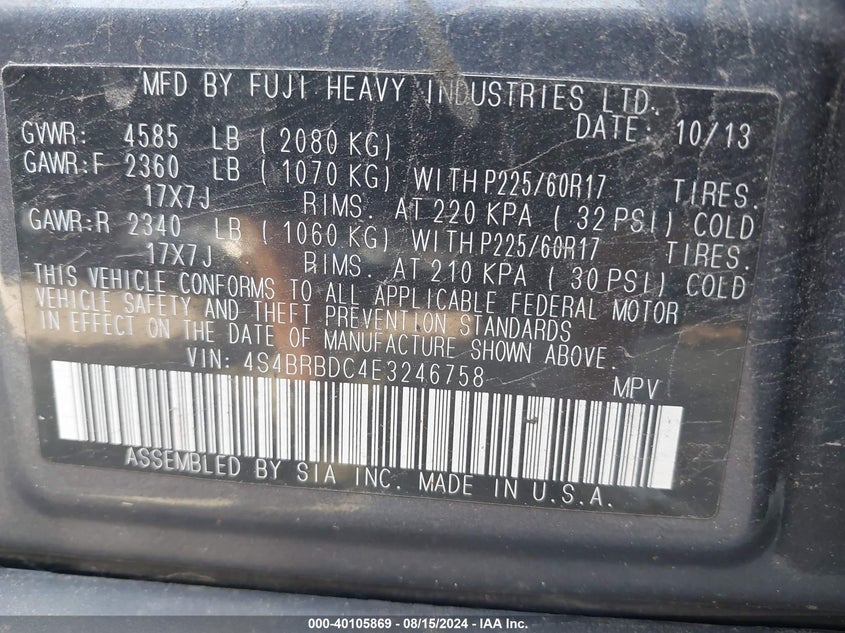 MFD BY FUJI HEAVY INDUSTRIES LTD.
DATE: 10/13
GVWR: 4585 LB ( 2080 KG)
GAWR:F 2360 LB ( 1070 KG) WITH P225/60R17 TIRES.
17X7J RIMS. AT 220 KPA ( 32 PSI) COLD
GAWR:R 2340 LB ( 1060 KG) WITH P225/60R17 TIRES.
17X7J RIMS. AT 210 KPA ( 30 PSI) COLD
THIS VEHICLE CONFORMS TO ALL APPLICABLE FEDERAL MOTOR
VEHICLE SAFETY AND THEFT PREVENTION STANDARDS
IN EFFECT ON THE DATE OF MANUFACTURE SHOWN ABOVE.
VIN: 4S4BRBDC4E3246758 MPV
ASSEMBLED BY SIA INC. MADE IN U.S.A.
000-40105869 - 08/15/2024 - IAA Inc.